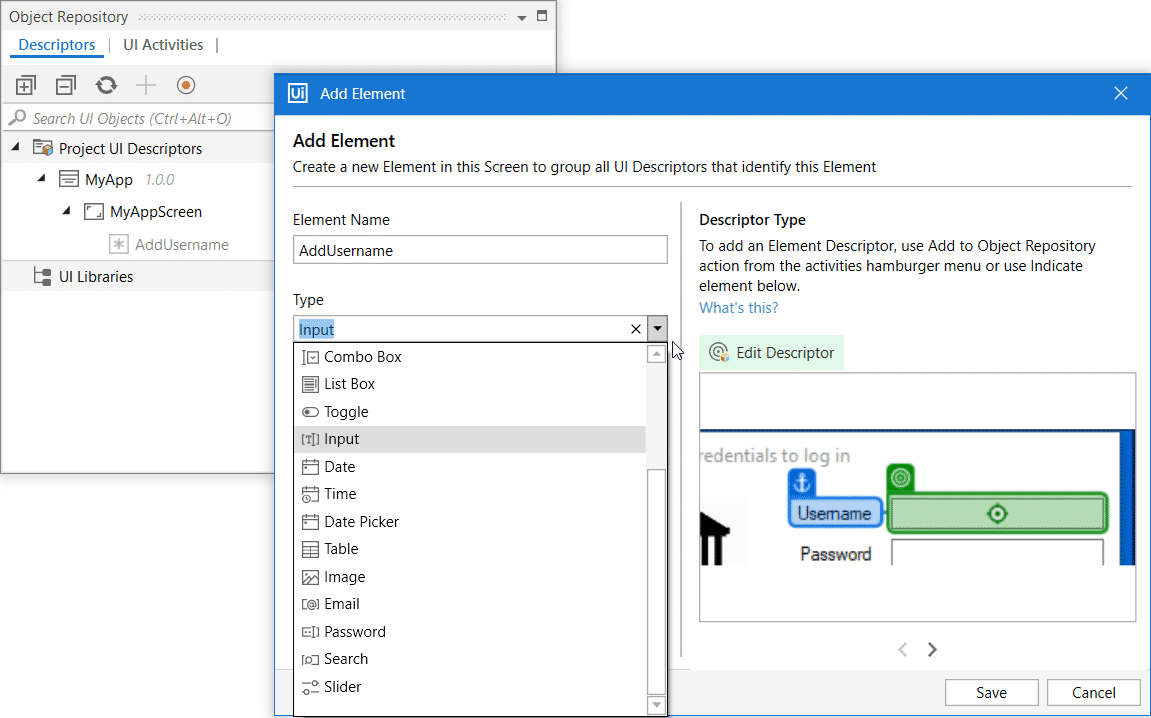 Object Repository
Descriptors
UI Activities
Search UI Objects (Ctrl+Alt+O)
Project UI Descriptors
MyApp 1.0.0
MyAppScreen
AddUsername
UI Libraries
Ui Add Element
Add Element
Create a new Element in this Screen to group all UI Descriptors that identify this Element
Element Name
AddUsername
Type
Input
Combo Box
List Box
Toggle
Input
Date
Time
Date Picker
Table
Image
Email
Password
Search
Slider
Descriptor Type
To add an Element Descriptor, use Add to Object Repository
action from the activities hamburger menu or use Indicate
element below.
What's this?
Edit Descriptor
redentials to log in
Username
Password
Save
Cancel